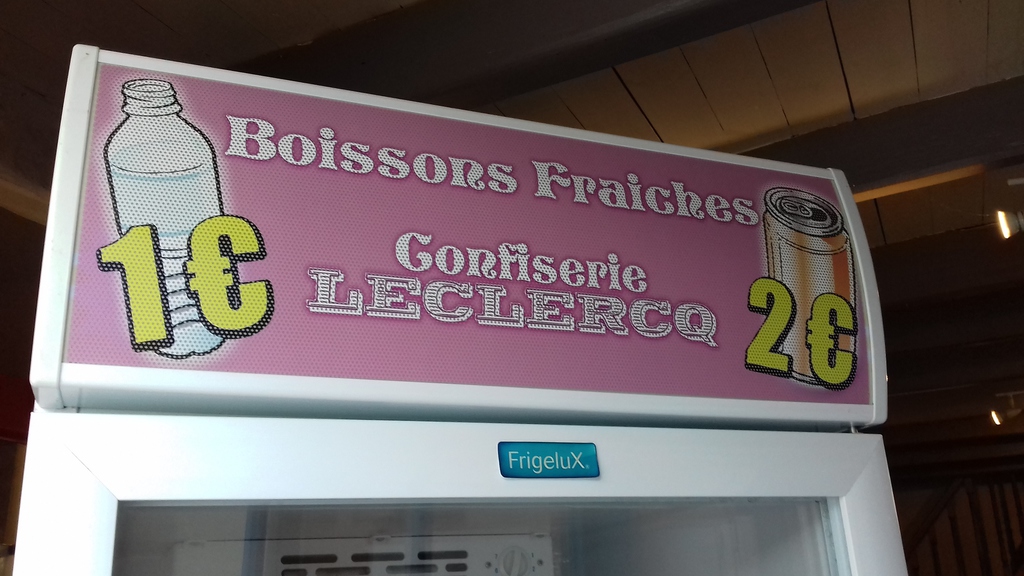 Boissons Fraiches
1€
Confiserie
LECLERCQ
2€
FrigeluX